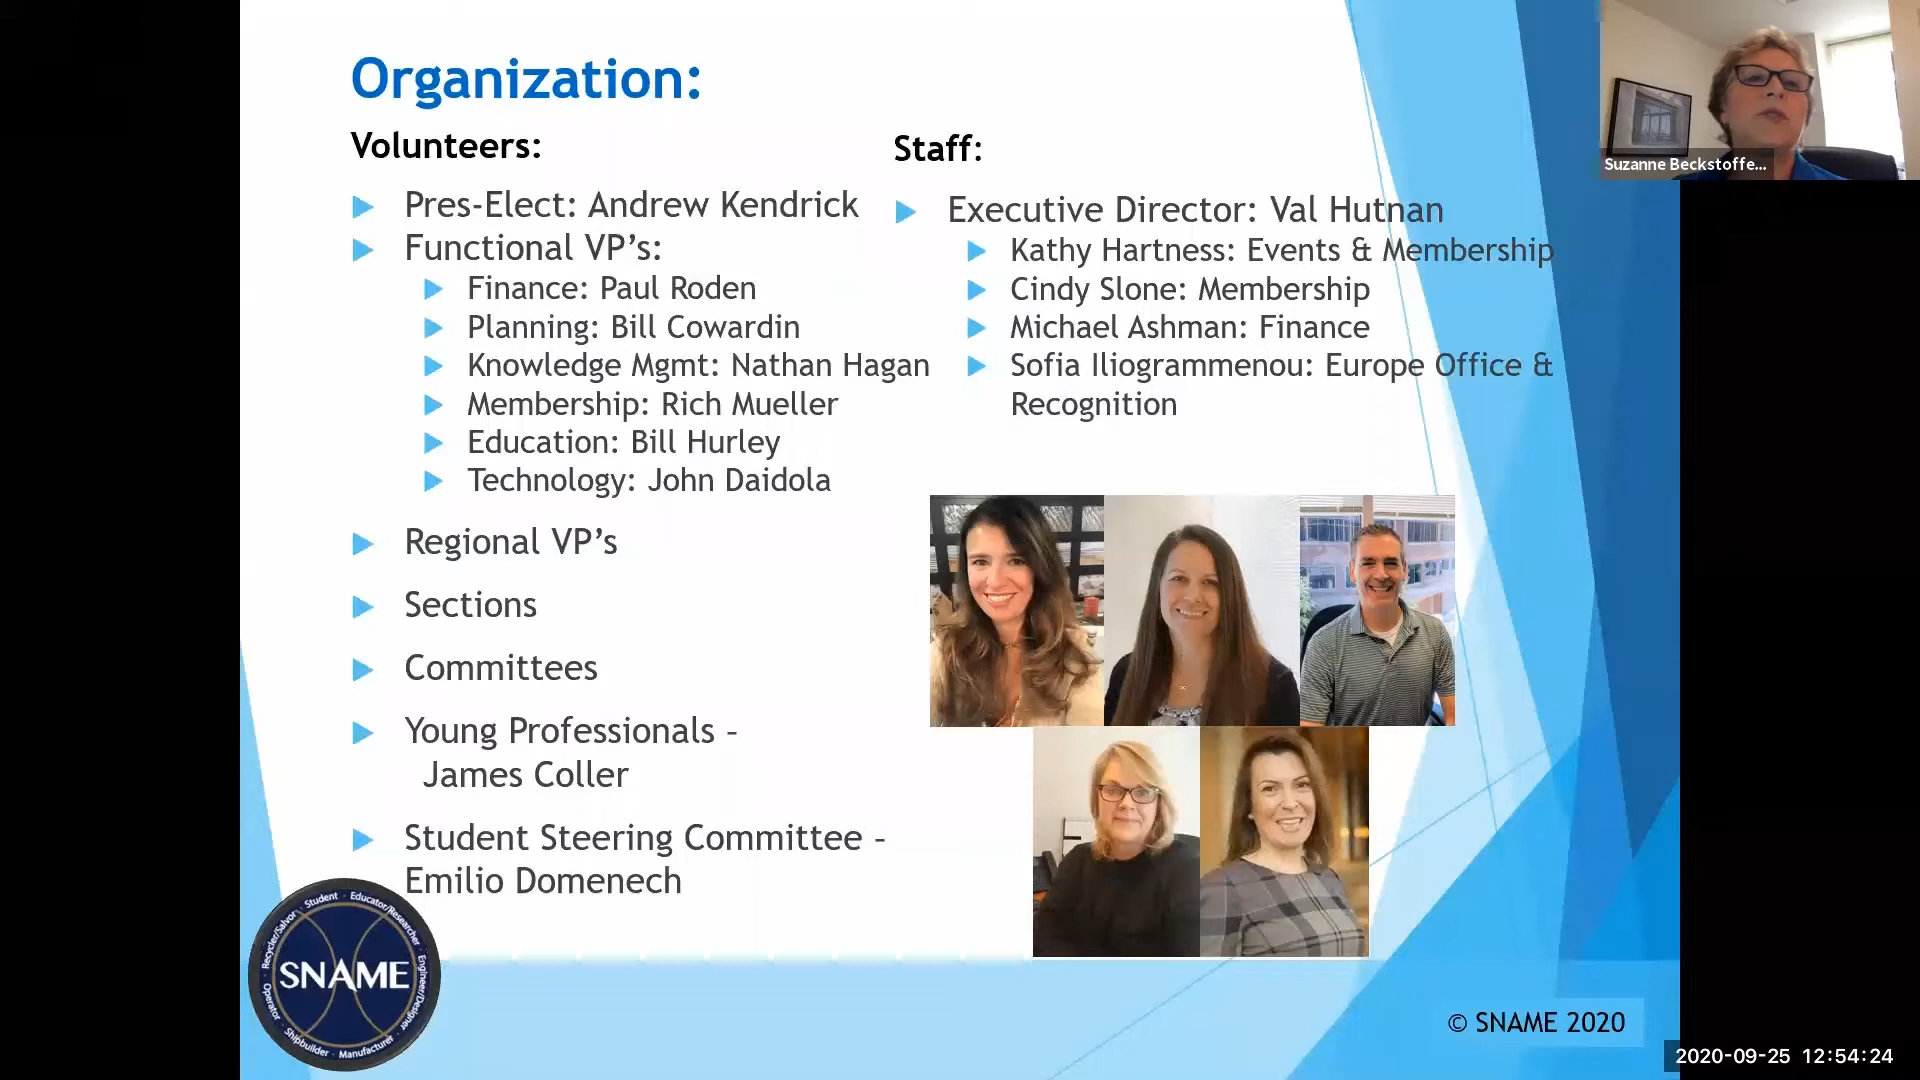 Organization:
Volunteers:
Pres-Elect: Andrew Kendrick
Functional VP’s:
Finance: Paul Roden
Planning: Bill Cowardin
Knowledge Mgmt: Nathan Hagan
Membership: Rich Mueller
Education: Bill Hurley
Technology: John Daidola
Regional VP’s
Sections
Committees
Young Professionals –
James Coller
Student Steering Committee –
Emilio Domenech
Staff:
Executive Director: Val Hutnan
Kathy Hartness: Events & Membership
Cindy Slone: Membership
Michael Ashman: Finance
Sofia Iliogrammenou: Europe Office &
Recognition
Suzanne Beckstoffe...
Recycler/Salvor · Student · Educator/Researcher · Engineer/Designer · Manufacturer · Shipbuilder · Operator
SNAME
© SNAME 2020
2020-09-25 12:54:24